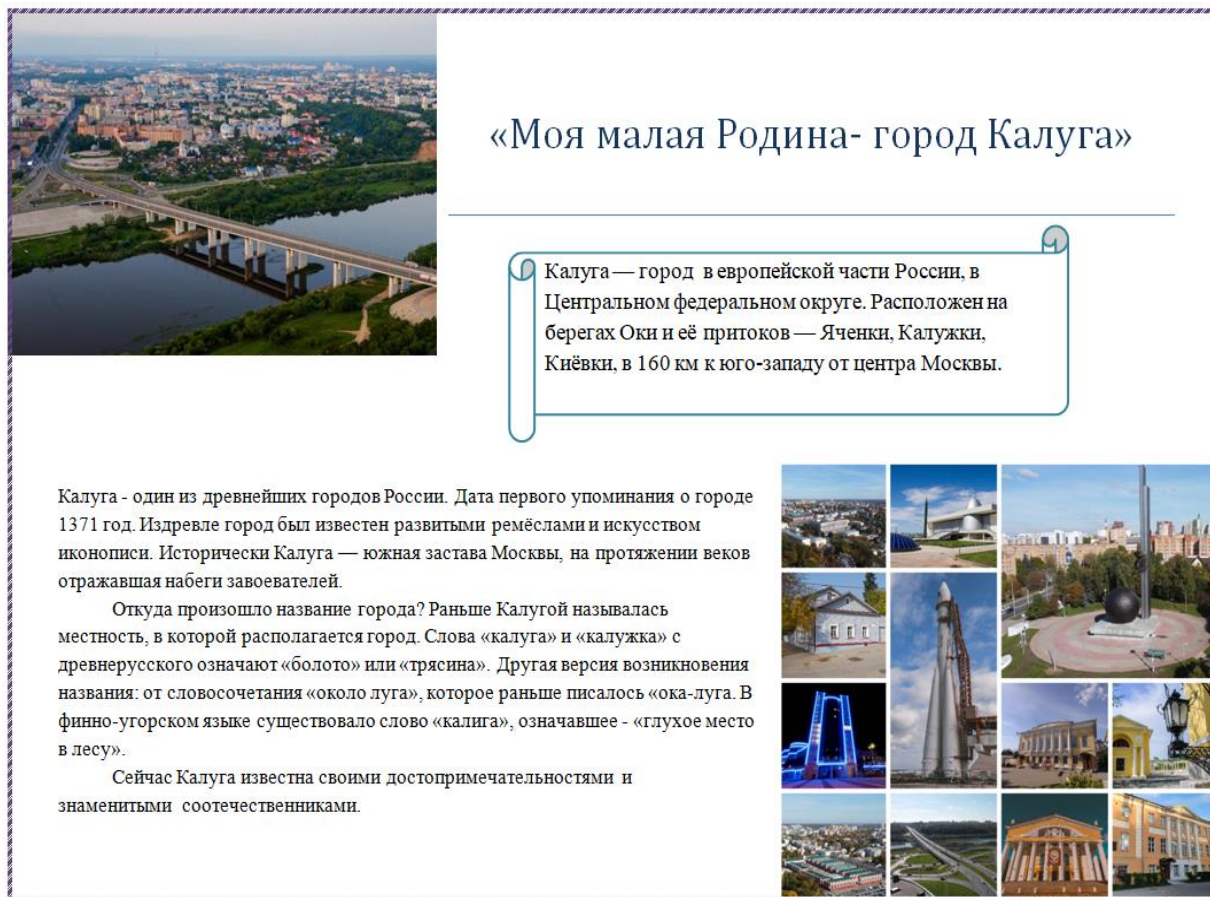 «Моя малая Родина- город Калуга»
Калуга — город в европейской части России, в
Центральном федеральном округе. Расположен на
берегах Оки и её притоков — Яченки, Калужки,
Киёвки, в 160 км к юго-западу от центра Москвы.
Калуга - один из древнейших городов России. Дата первого упоминания о городе
1371 год. Издревле город был известен развитыми ремёслами и искусством
иконописи. Исторически Калуга — южная застава Москвы, на протяжении веков
отражавшая набеги завоевателей.
Откуда произошло название города? Раньше Калугой называлась
местность, в которой располагается город. Слова «калуга» и «калужка» с
древнерусского означают «болото» или «трясина». Другая версия возникновения
названия: от словосочетания «около луга», которое раньше писалось «ока-луга. В
финно-угорском языке существовало слово «калига», означавшее - «глухое место
в лесу».
Сейчас Калуга известна своими достопримечательностями и
знаменитыми соотечественниками.